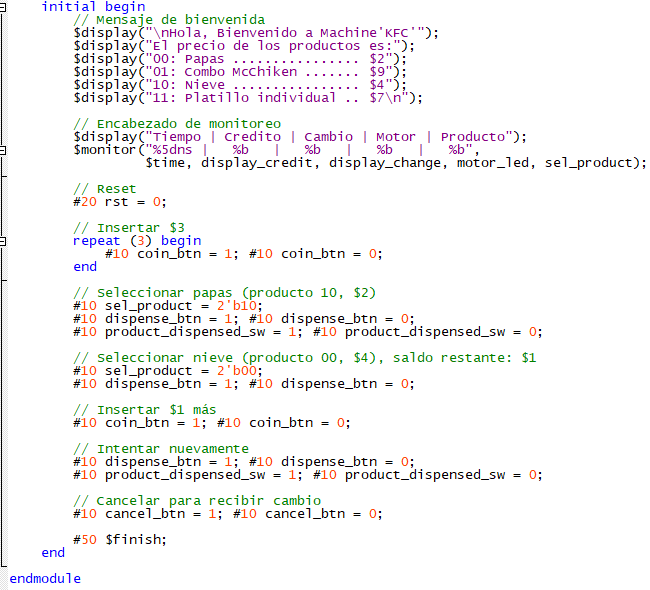 initial begin
// Mensaje de bienvenida
$display("\nHola, Bienvenido a Machine'KFC'");
$display("El precio de los productos es:");
$display("00: Papas ................ $2");
$display("01: Combo McChiken ....... $9");
$display("10: Nieve ................ $4");
$display("11: Platillo individual .. $7\n");
// Encabezado de monitoreo
$display("Tiempo | Credito | Cambio | Motor | Producto");
$monitor("%5dns |   %b   |   %b   |   %b   |   %b",
$time, display_credit, display_change, motor_led, sel_product);
// Reset
#20 rst = 0;
// Insertar $3
repeat (3) begin
#10 coin_btn = 1; #10 coin_btn = 0;
end
// Seleccionar papas (producto 10, $2)
#10 sel_product = 2'b10;
#10 dispense_btn = 1; #10 dispense_btn = 0;
#10 product_dispensed_sw = 1; #10 product_dispensed_sw = 0;
// Seleccionar nieve (producto 00, $4), saldo restante: $1
#10 sel_product = 2'b00;
#10 dispense_btn = 1; #10 dispense_btn = 0;
// Insertar $1 más
#10 coin_btn = 1; #10 coin_btn = 0;
// Intentar nuevamente
#10 dispense_btn = 1; #10 dispense_btn = 0;
#10 product_dispensed_sw = 1; #10 product_dispensed_sw = 0;
// Cancelar para recibir cambio
#10 cancel_btn = 1; #10 cancel_btn = 0;
#50 $finish;
end
endmodule